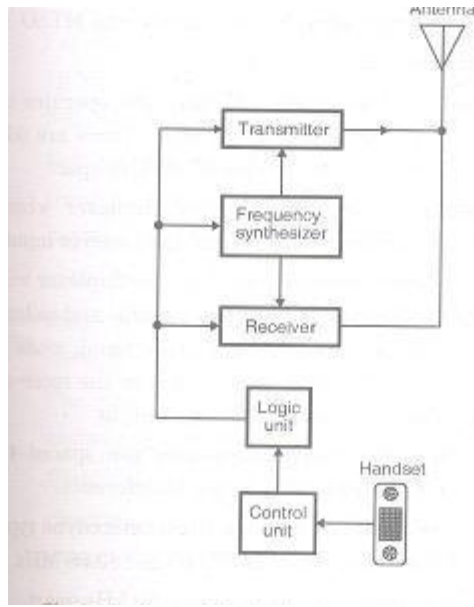 Antenna
Transmitter
Frequency
synthesizer
Receiver
Logic
unit
Handset
Control
unit